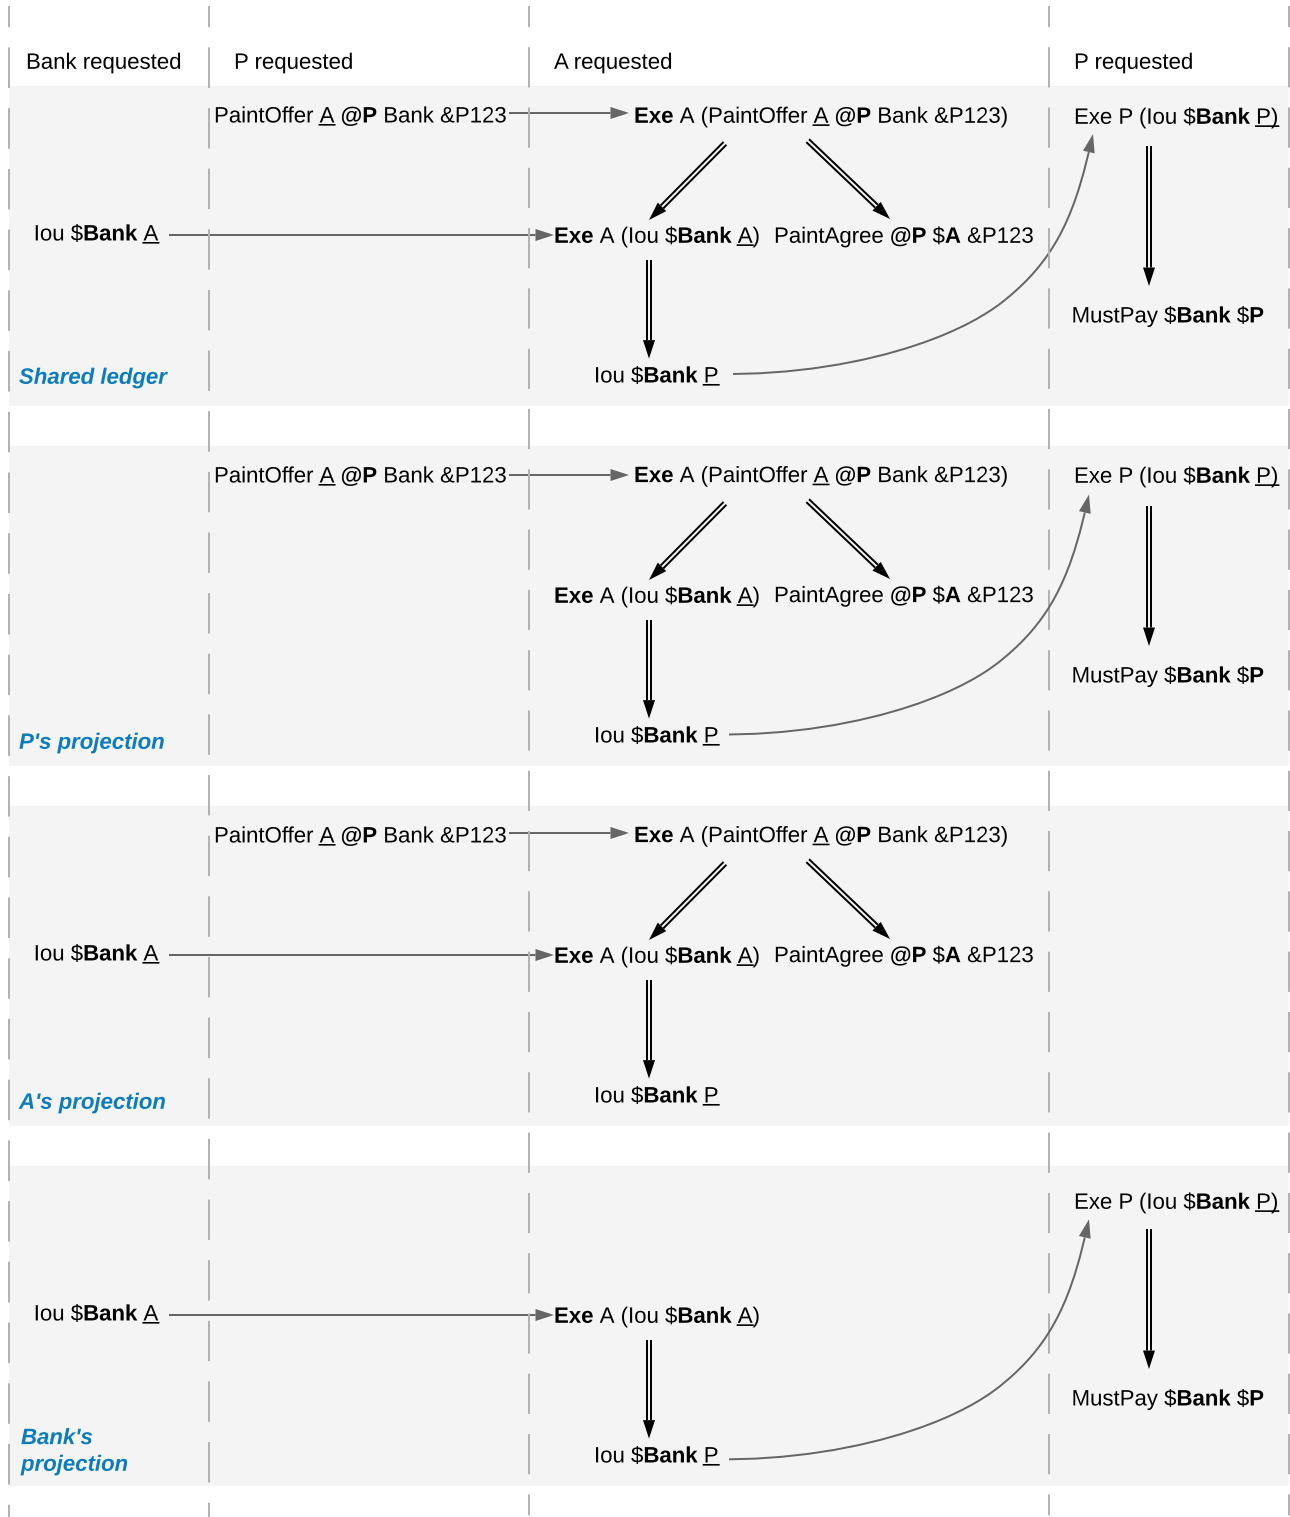 Bank requested
P requested
A requested
P requested
PaintOffer A @P Bank &P123
Exe A (PaintOffer A @P Bank &P123)
Exe P (Iou $Bank P)
Iou $Bank A
Exe A (Iou $Bank A)
PaintAgree @P $A &P123
MustPay $Bank $P
Shared ledger
Iou $Bank P
PaintOffer A @P Bank &P123
Exe A (PaintOffer A @P Bank &P123)
Exe P (Iou $Bank P)
Exe A (Iou $Bank A)
PaintAgree @P $A &P123
MustPay $Bank $P
P's projection
Iou $Bank P
PaintOffer A @P Bank &P123
Exe A (PaintOffer A @P Bank &P123)
Iou $Bank A
Exe A (Iou $Bank A)
PaintAgree @P $A &P123
A's projection
Iou $Bank P
Exe P (Iou $Bank P)
Iou $Bank A
Exe A (Iou $Bank A)
MustPay $Bank $P
Bank's
projection
Iou $Bank P